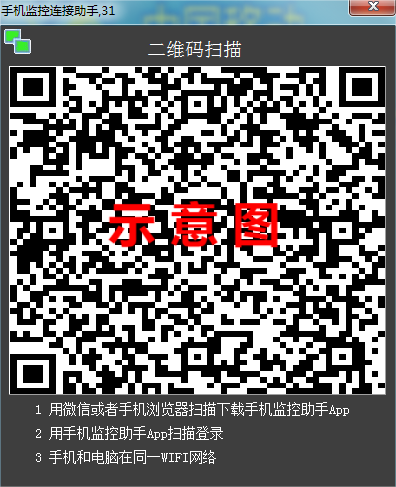 手机监控连接助手,31
二维码扫描
示意图
1 用微信或者手机浏览器扫描下载手机监控助手App
2 用手机监控助手App扫描登录
3 手机和电脑在同一WIFI网络